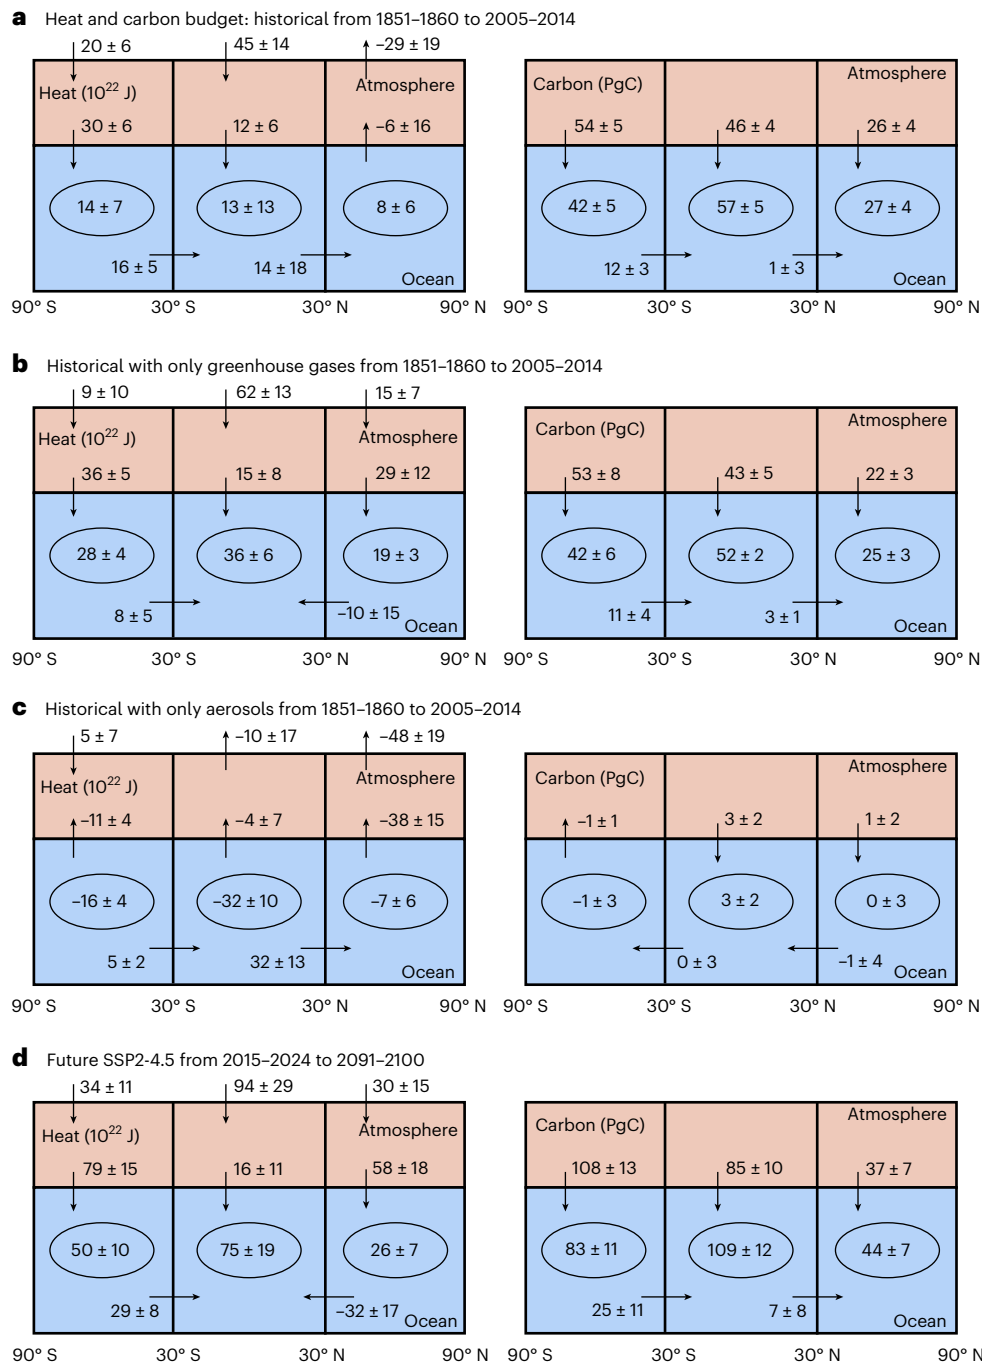 a Heat and carbon budget: historical from 1851–1860 to 2005–2014
20 ± 6 45 ± 14 –29 ± 19
Heat (10²² J) Atmosphere
30 ± 6 12 ± 6 –6 ± 16
14 ± 7 13 ± 13 8 ± 6
16 ± 5 14 ± 18
Ocean
90° S 30° S 30° N 90° N
Carbon (PgC) Atmosphere
54 ± 5 46 ± 4 26 ± 4
42 ± 5 57 ± 5 27 ± 4
12 ± 3 1 ± 3
Ocean
90° S 30° S 30° N 90° N
b Historical with only greenhouse gases from 1851–1860 to 2005–2014
9 ± 10 62 ± 13 15 ± 7
Heat (10²² J) Atmosphere
36 ± 5 15 ± 8 29 ± 12
28 ± 4 36 ± 6 19 ± 3
8 ± 5 –10 ± 15
Ocean
90° S 30° S 30° N 90° N
Carbon (PgC) Atmosphere
53 ± 8 43 ± 5 22 ± 3
42 ± 6 52 ± 2 25 ± 3
11 ± 4 3 ± 1
Ocean
90° S 30° S 30° N 90° N
c Historical with only aerosols from 1851–1860 to 2005–2014
5 ± 7 –10 ± 17 –48 ± 19
Heat (10²² J) Atmosphere
–11 ± 4 –4 ± 7 –38 ± 15
–16 ± 4 –32 ± 10 –7 ± 6
5 ± 2 32 ± 13
Ocean
90° S 30° S 30° N 90° N
Carbon (PgC) Atmosphere
–1 ± 1 3 ± 2 1 ± 2
–1 ± 3 3 ± 2 0 ± 3
0 ± 3 –1 ± 4
Ocean
90° S 30° S 30° N 90° N
d Future SSP2-4.5 from 2015–2024 to 2091–2100
34 ± 11 94 ± 29 30 ± 15
Heat (10²² J) Atmosphere
79 ± 15 16 ± 11 58 ± 18
50 ± 10 75 ± 19 26 ± 7
29 ± 8 –32 ± 17
Ocean
90° S 30° S 30° N 90° N
Carbon (PgC) Atmosphere
108 ± 13 85 ± 10 37 ± 7
83 ± 11 109 ± 12 44 ± 7
25 ± 11 7 ± 8
Ocean
90° S 30° S 30° N 90° N